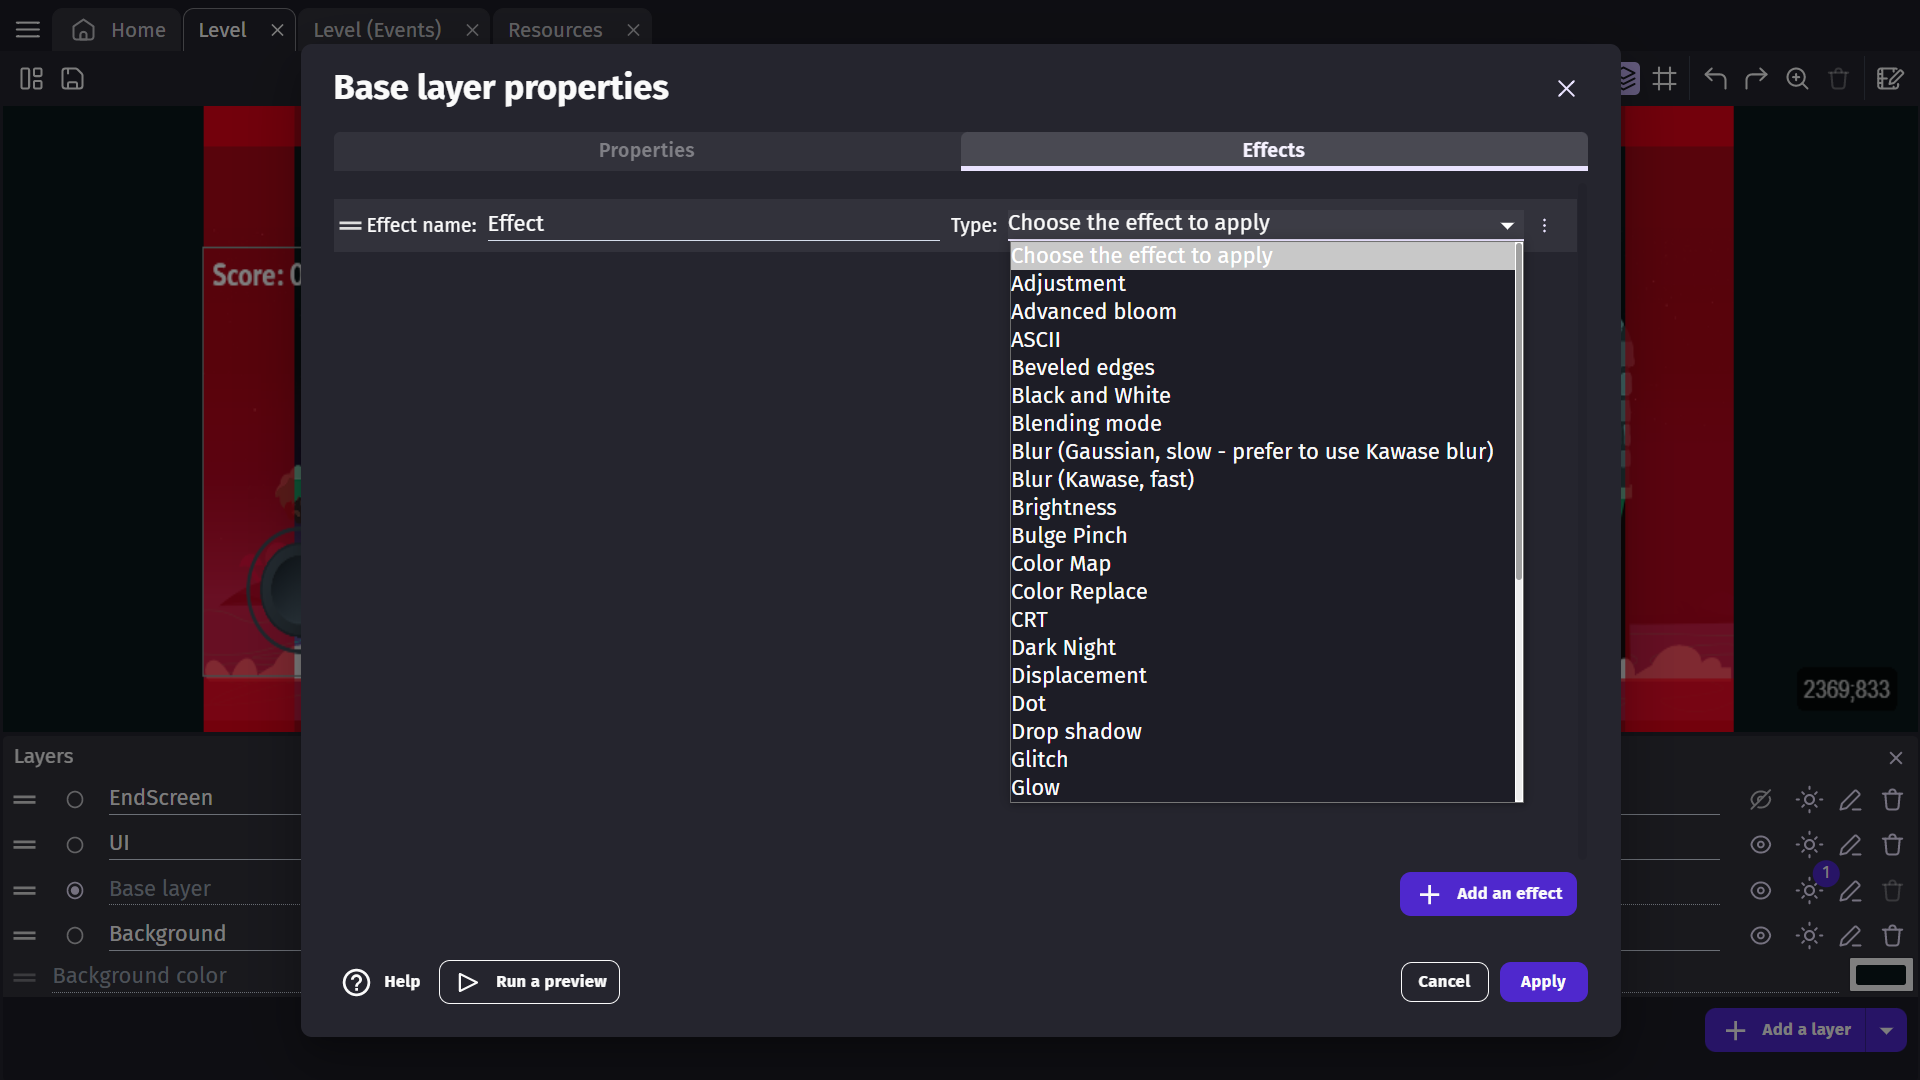 Home
Level
Level (Events)
Resources
Base layer properties
Properties
Effects
Effect name: Effect
Type: Choose the effect to apply
Choose the effect to apply
Adjustment
Advanced bloom
ASCII
Beveled edges
Black and White
Blending mode
Blur (Gaussian, slow - prefer to use Kawase blur)
Blur (Kawase, fast)
Brightness
Bulge Pinch
Color Map
Color Replace
CRT
Dark Night
Displacement
Dot
Drop shadow
Glitch
Glow
Score: 0
2369;833
Layers
EndScreen
UI
Base layer
1
Background
Background color
Add an effect
Help
Run a preview
Cancel
Apply
Add a layer